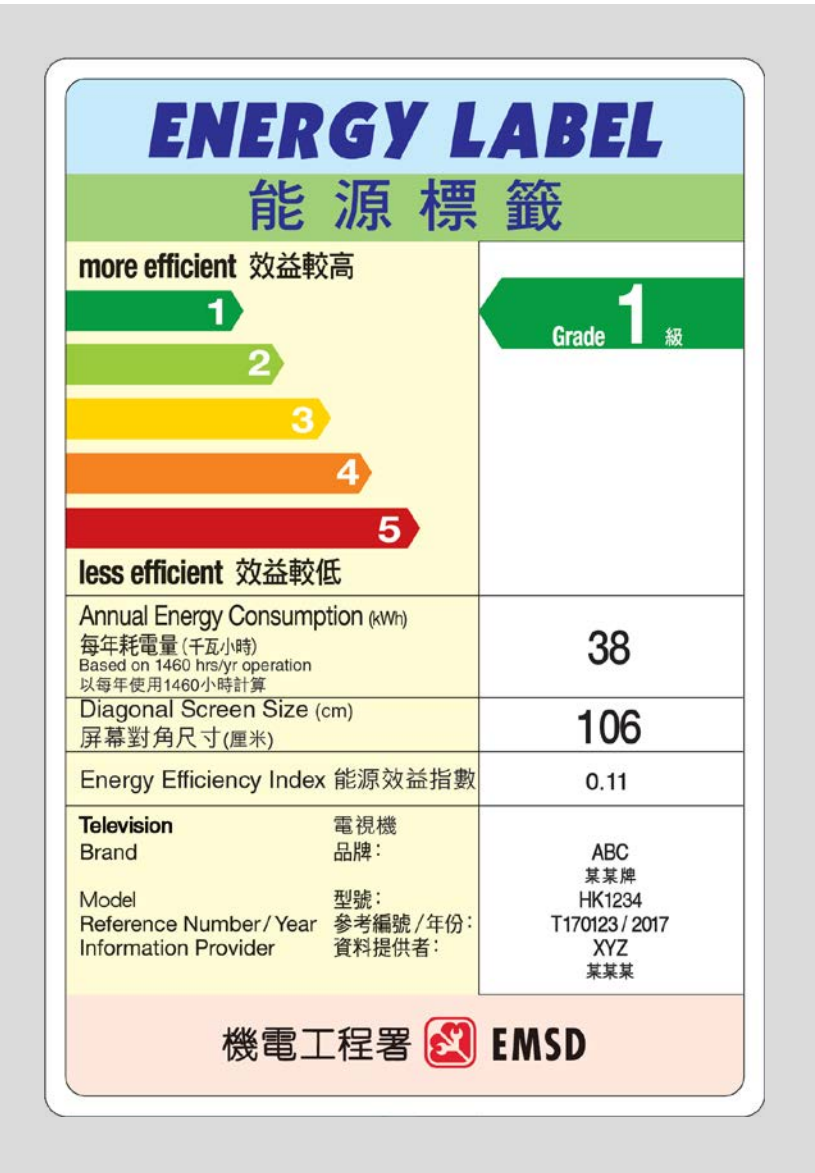 ENERGY LABEL
能源標籤
more efficient 效益較高
1
Grade 1 級
2
3
4
5
less efficient 效益較低
Annual Energy Consumption (kWh)
每年耗電量(千瓦小時)
Based on 1460 hrs/yr operation
以每年使用1460小時計算
38
Diagonal Screen Size (cm)
屏幕對角尺寸(厘米)
106
Energy Efficiency Index 能源效益指數 0.11
Television 電視機
Brand 品牌: ABC
某某牌
Model 型號: HK1234
Reference Number/Year 參考編號/年份: T170123 / 2017
Information Provider 資料提供者: XYZ
某某某
機電工程署 EMSD